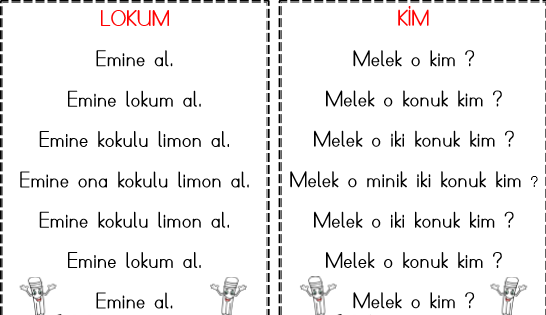 LOKUM
Emine al.
Emine lokum al.
Emine kokulu limon al.
Emine ona kokulu limon al.
Emine kokulu limon al.
Emine lokum al.
Emine al.
KİM
Melek o kim ?
Melek o konuk kim ?
Melek o iki konuk kim ?
Melek o minik iki konuk kim ?
Melek o iki konuk kim ?
Melek o konuk kim ?
Melek o kim ?